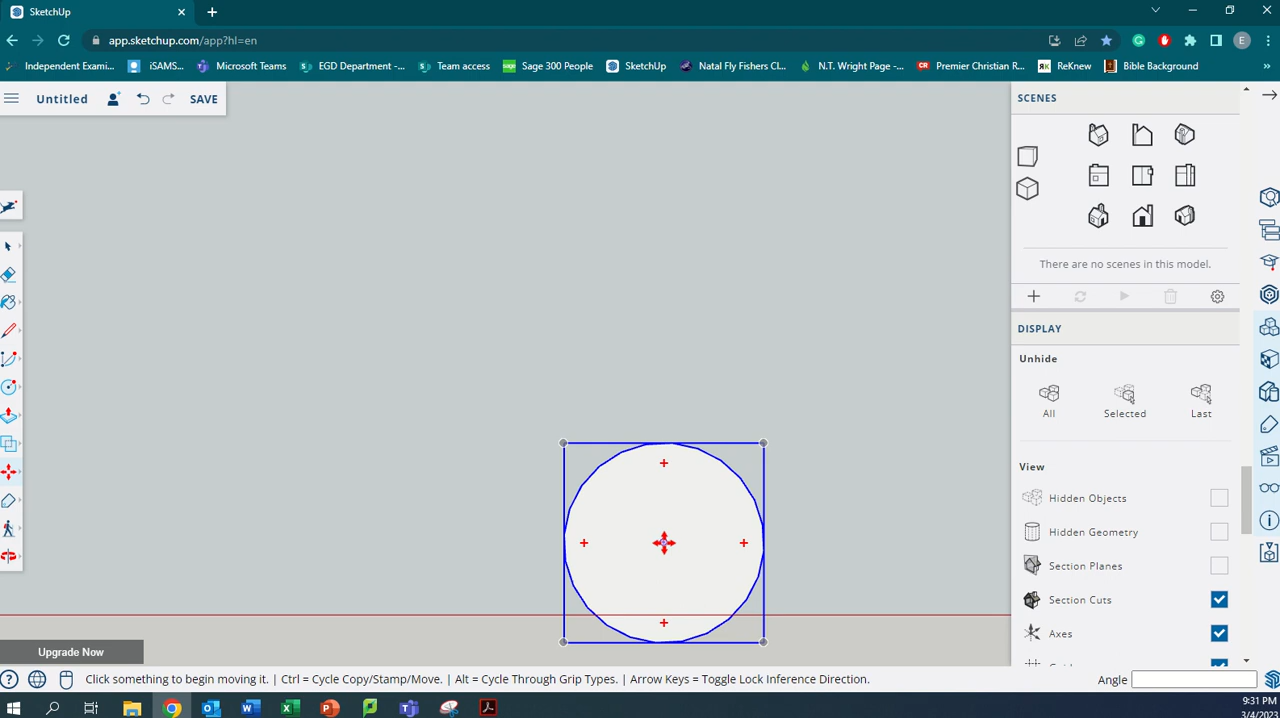 SketchUp
app.sketchup.com/app?hl=en
Independent Exami...
iSAMS...
Microsoft Teams
EGD Department -...
Team access
Sage 300 People
SketchUp
Natal Fly Fishers Cl...
N.T. Wright Page -...
Premier Christian R...
ReKnew
Bible Background
Untitled
SAVE
SCENES
There are no scenes in this model.
DISPLAY
Unhide
All
Selected
Last
View
Hidden Objects
Hidden Geometry
Section Planes
Section Cuts
Axes
Upgrade Now
Click something to begin moving it. | Ctrl = Cycle Copy/Stamp/Move. | Alt = Cycle Through Grip Types. | Arrow Keys = Toggle Lock Inference Direction.
Angle
9:31 PM
3/4/2023